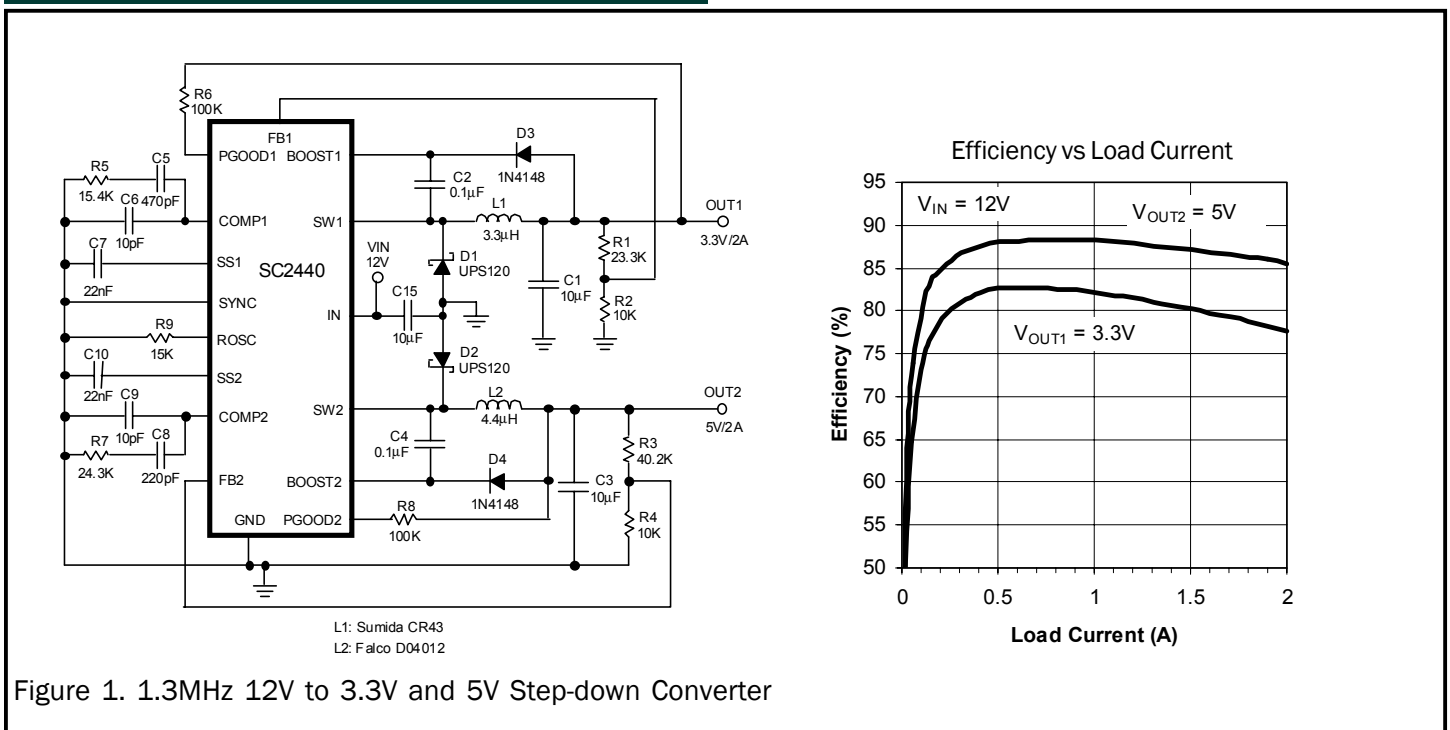 R6
100K
FB1
PGOOD1 BOOST1
D3
1N4148
R5
15.4K
C5
470pF
C6
10pF
COMP1
C2
0.1µF
L1
3.3µH
OUT1
3.3V/2A
SW1
C7
22nF
SS1
SC2440
VIN
12V
D1
UPS120
R1
23.3K
C1
10µF
R2
10K
SYNC
IN
C15
10µF
R9
15K
ROSC
D2
UPS120
C10
22nF
SS2
C9
10pF
COMP2
SW2
L2
4.4µH
OUT2
5V/2A
R7
24.3K
C8
220pF
C4
0.1µF
R3
40.2K
D4
1N4148
C3
10µF
FB2
BOOST2
R8
100K
R4
10K
GND PGOOD2
L1: Sumida CR43
L2: Falco D04012
Efficiency vs Load Current
95
90
85
80
75
70
65
60
55
50
Efficiency (%)
VIN = 12V
VOUT2 = 5V
VOUT1 = 3.3V
0 0.5 1 1.5 2
Load Current (A)
Figure 1. 1.3MHz 12V to 3.3V and 5V Step-down Converter